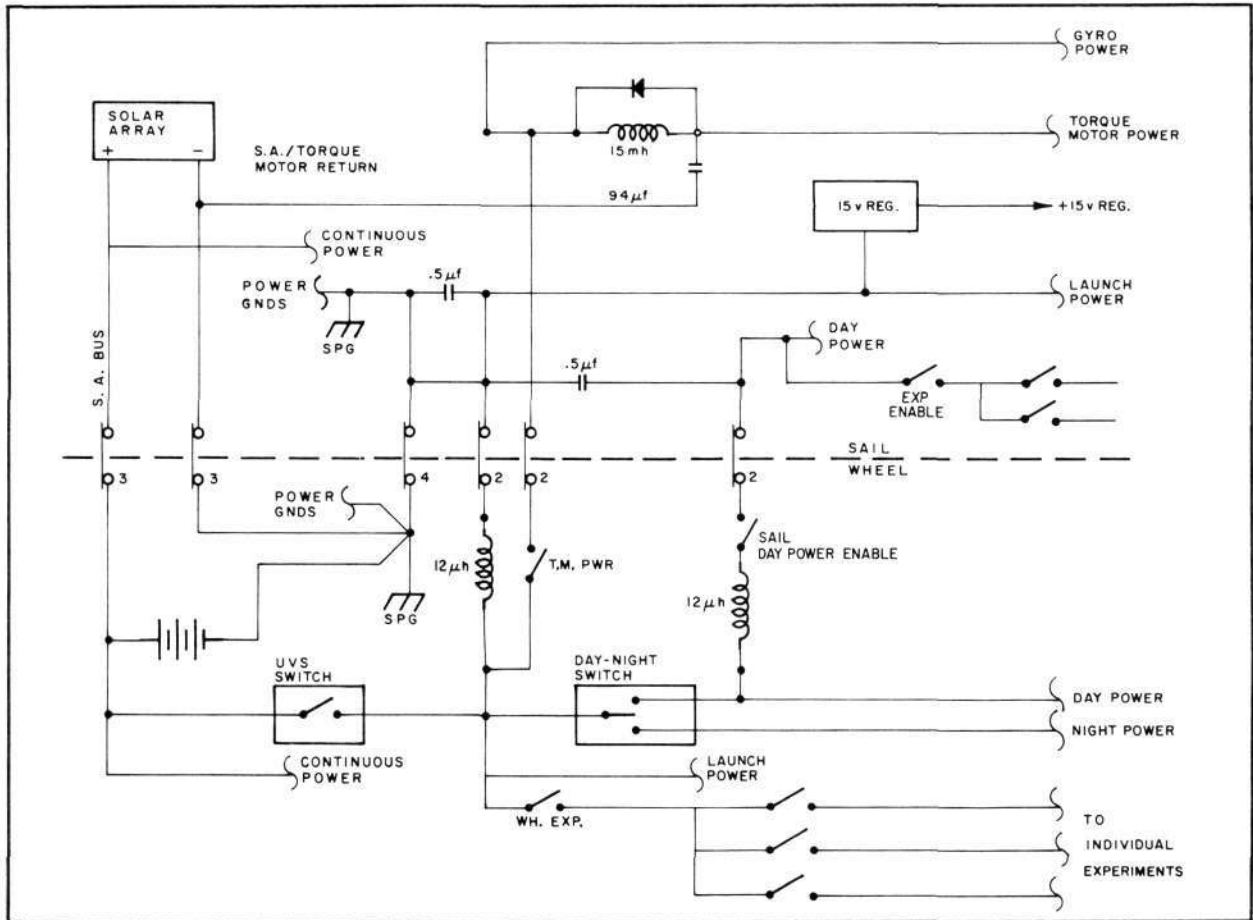 GYRO
POWER
SOLAR
ARRAY
+ −
S.A./TORQUE
MOTOR RETURN
15mh
TORQUE
MOTOR POWER
94μf
15 v REG.
+15 v REG.
CONTINUOUS
POWER
.5μf
POWER
GNDS
LAUNCH
POWER
SPG
DAY
POWER
.5μf
S. A. BUS
EXP
ENABLE
SAIL
WHEEL
3
3
4
2
2
2
POWER
GNDS
SAIL
DAY POWER ENABLE
12μh
T.M. PWR
12μh
SPG
UVS
SWITCH
DAY-NIGHT
SWITCH
DAY POWER
NIGHT POWER
CONTINUOUS
POWER
LAUNCH
POWER
WH. EXP.
TO
INDIVIDUAL
EXPERIMENTS